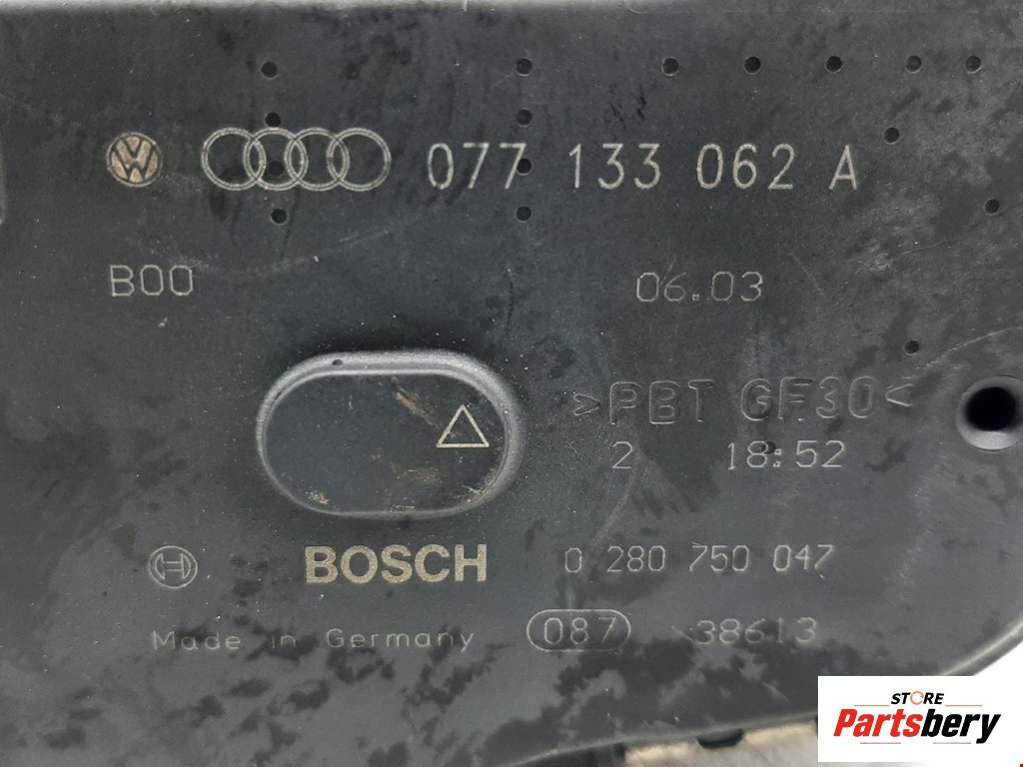 077 133 062 A
B00 06.03
>PBT GF30<
2 18:52
BOSCH 0 280 750 047
Made in Germany 087 38613
STORE
Partsbery